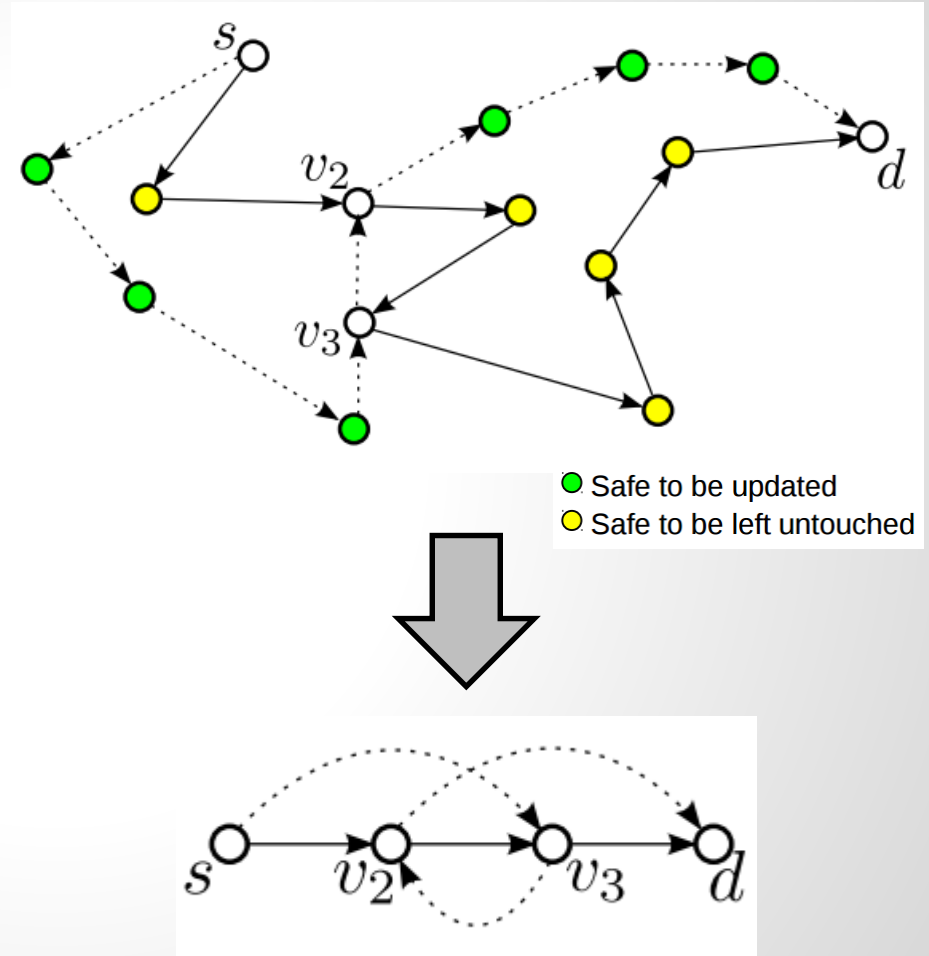 s
v₂
d
v₃
Safe to be updated
Safe to be left untouched
s v₂ v₃ d